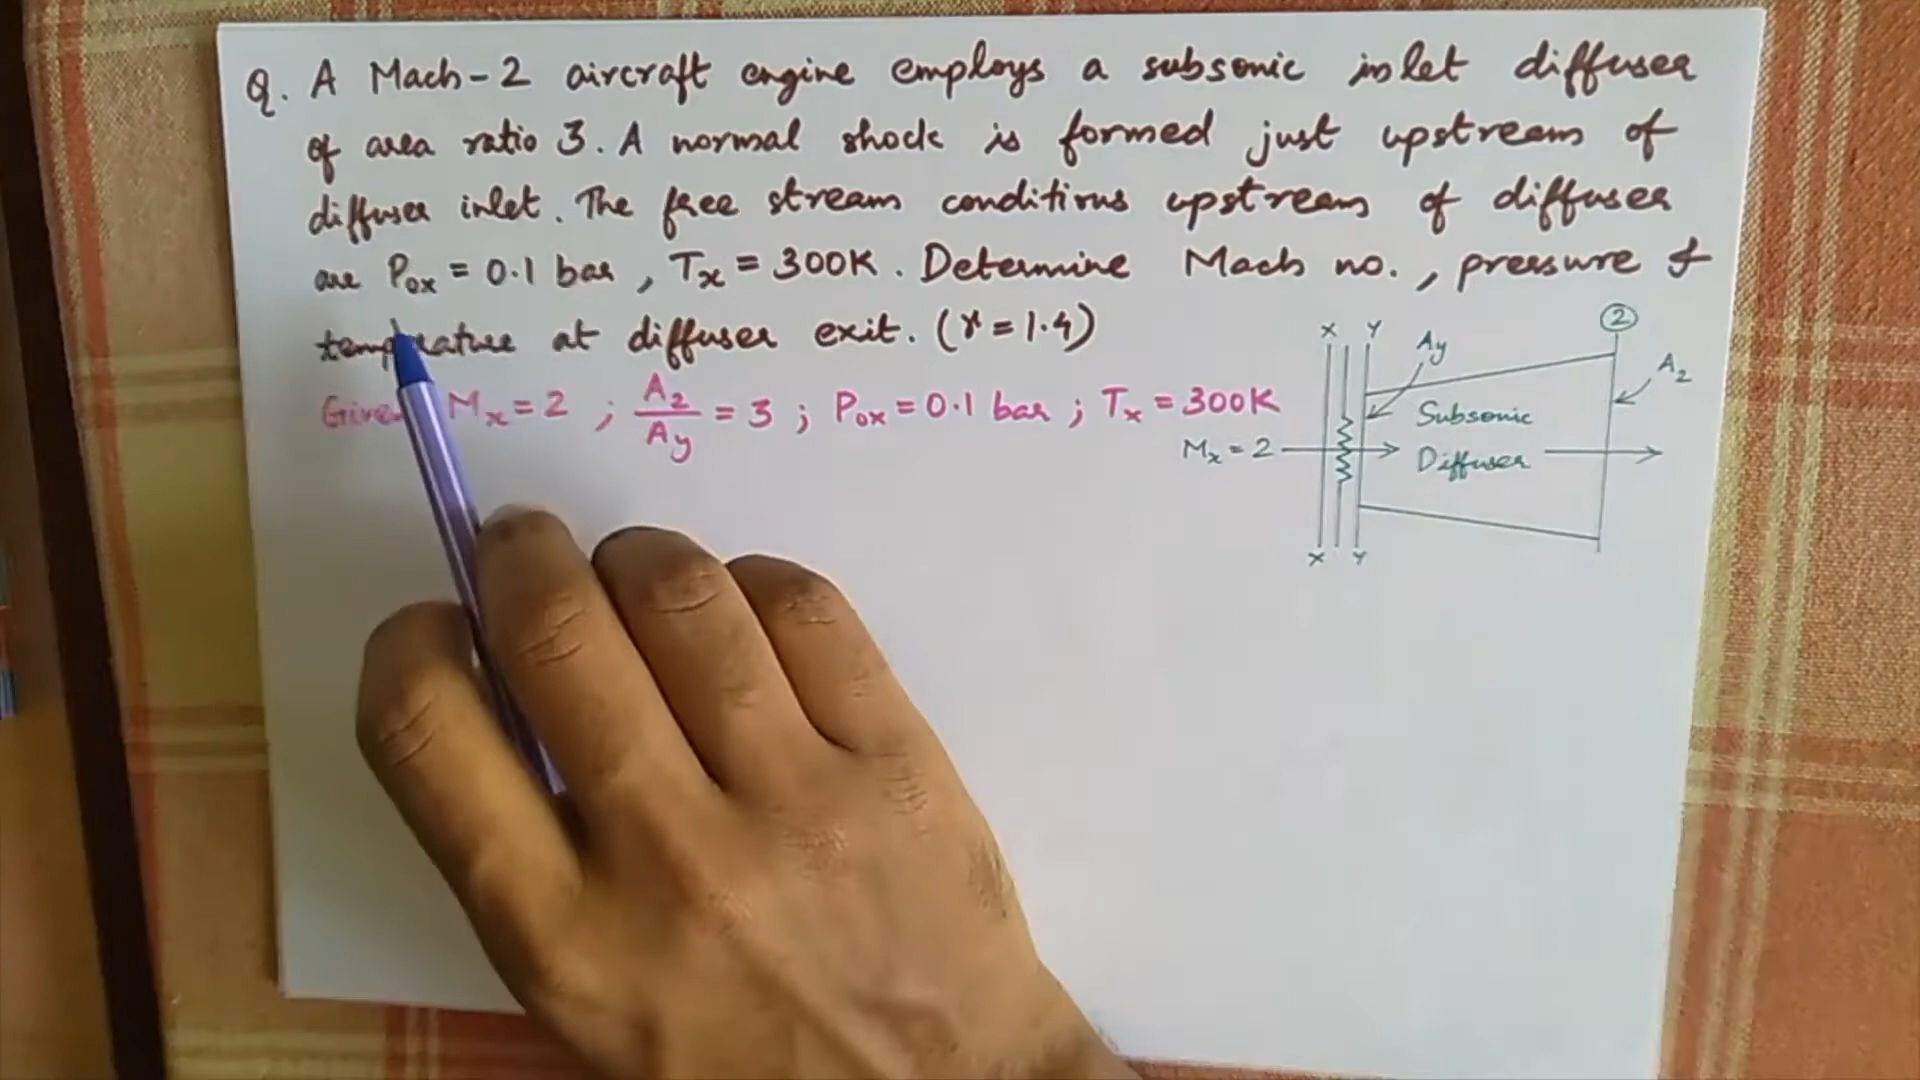 Q. A Mach-2 aircraft engine employs a subsonic inlet diffuser
of area ratio 3. A normal shock is formed just upstream of
diffuser inlet. The free stream conditions upstream of diffuser
are Pox = 0.1 bar, Tx = 300K. Determine Mach no., pressure &
temperature at diffuser exit. (γ = 1.4)
Given Mx = 2 ; A2/Ay = 3 ; Pox = 0.1 bar ; Tx = 300K
X Y Ay 2
A2
Subsonic
Mx = 2 Diffuser
X Y